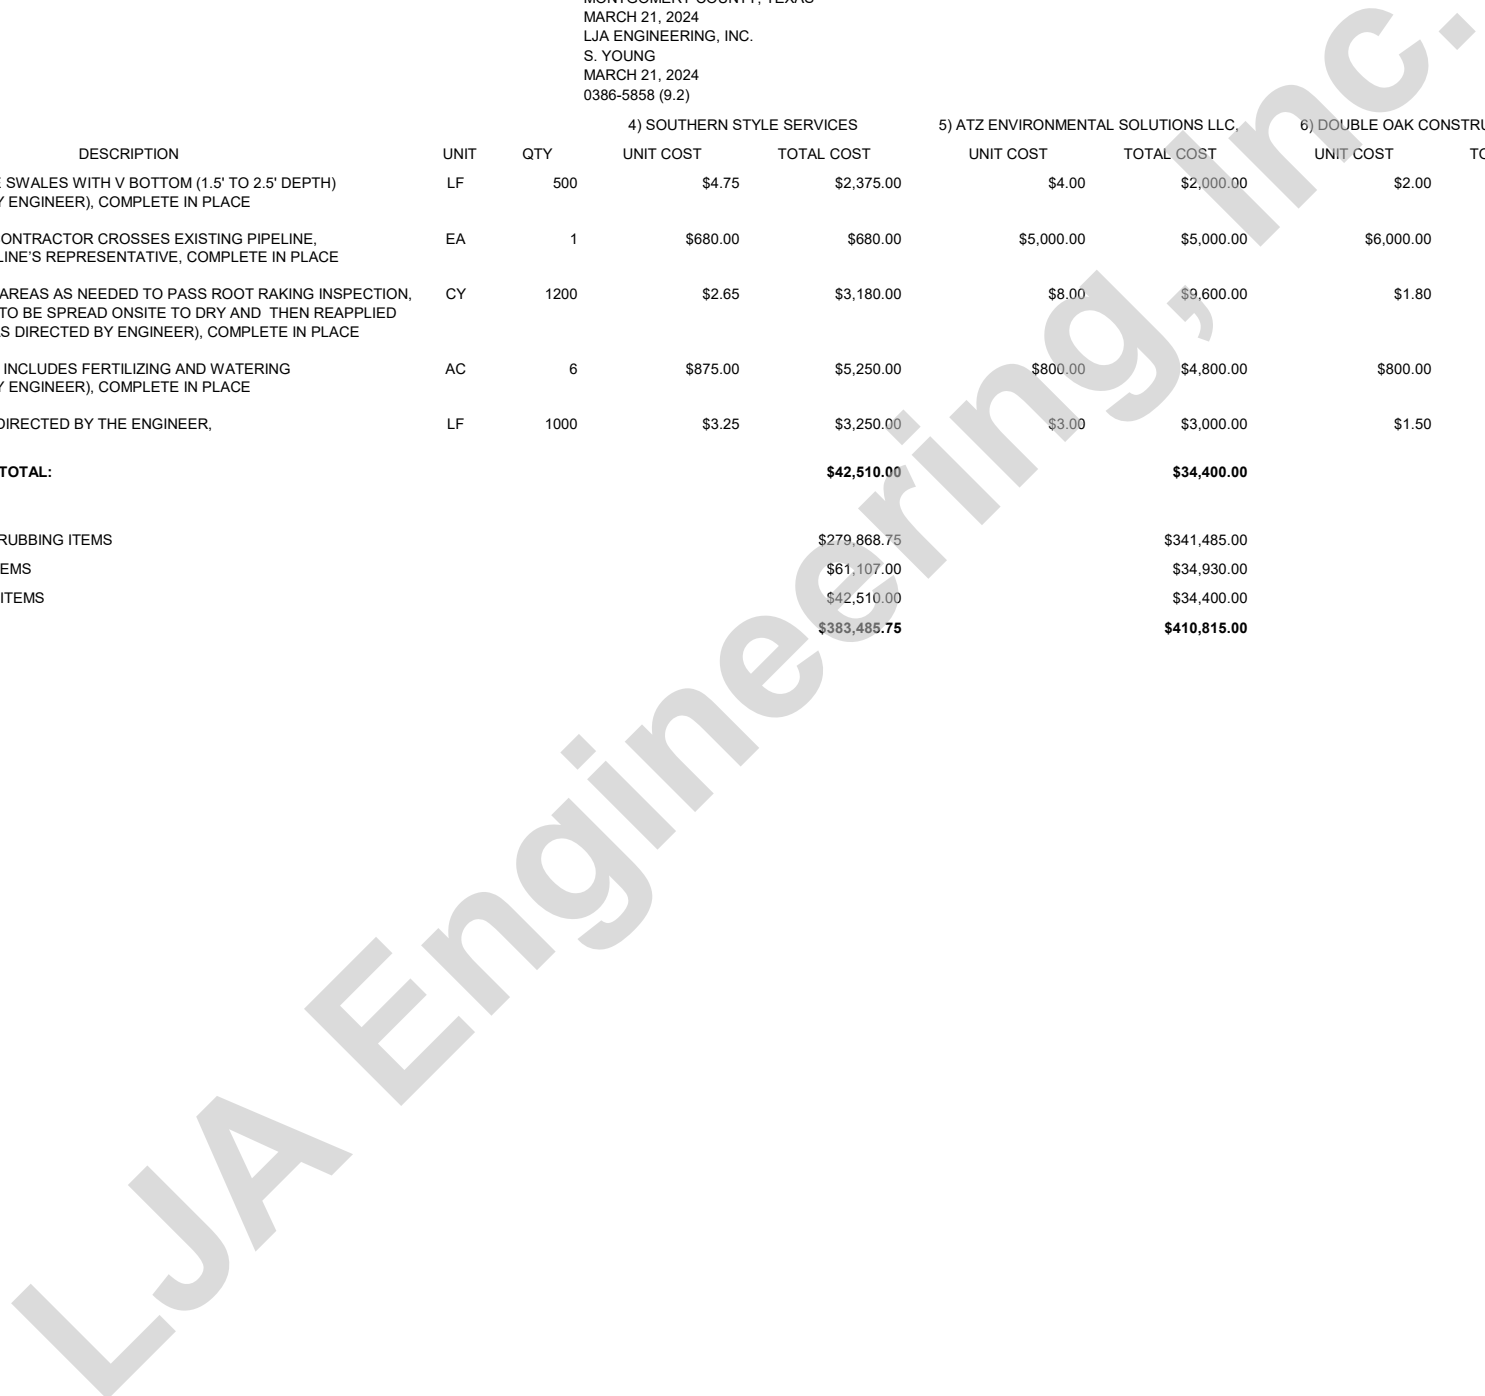 MONTGOMERY COUNTY, TEXAS
MARCH 21, 2024
LJA ENGINEERING, INC.
S. YOUNG
MARCH 21, 2024
0386-5858 (9.2)
4) SOUTHERN STYLE SERVICES 5) ATZ ENVIRONMENTAL SOLUTIONS LLC, 6) DOUBLE OAK CONSTRU
DESCRIPTION UNIT QTY UNIT COST TOTAL COST UNIT COST TOTAL COST UNIT COST TO
E SWALES WITH V BOTTOM (1.5' TO 2.5' DEPTH) LF 500 $4.75 $2,375.00 $4.00 $2,000.00 $2.00
Y ENGINEER), COMPLETE IN PLACE
ONTRACTOR CROSSES EXISTING PIPELINE, EA 1 $680.00 $680.00 $5,000.00 $5,000.00 $6,000.00
LINE’S REPRESENTATIVE, COMPLETE IN PLACE
AREAS AS NEEDED TO PASS ROOT RAKING INSPECTION, CY 1200 $2.65 $3,180.00 $8.00 $9,600.00 $1.80
TO BE SPREAD ONSITE TO DRY AND THEN REAPPLIED
AS DIRECTED BY ENGINEER), COMPLETE IN PLACE
INCLUDES FERTILIZING AND WATERING AC 6 $875.00 $5,250.00 $800.00 $4,800.00 $800.00
Y ENGINEER), COMPLETE IN PLACE
DIRECTED BY THE ENGINEER, LF 1000 $3.25 $3,250.00 $3.00 $3,000.00 $1.50
TOTAL: $42,510.00 $34,400.00
RUBBING ITEMS $279,868.75 $341,485.00
EMS $61,107.00 $34,930.00
ITEMS $42,510.00 $34,400.00
$383,485.75 $410,815.00
LJA Engineering, Inc.